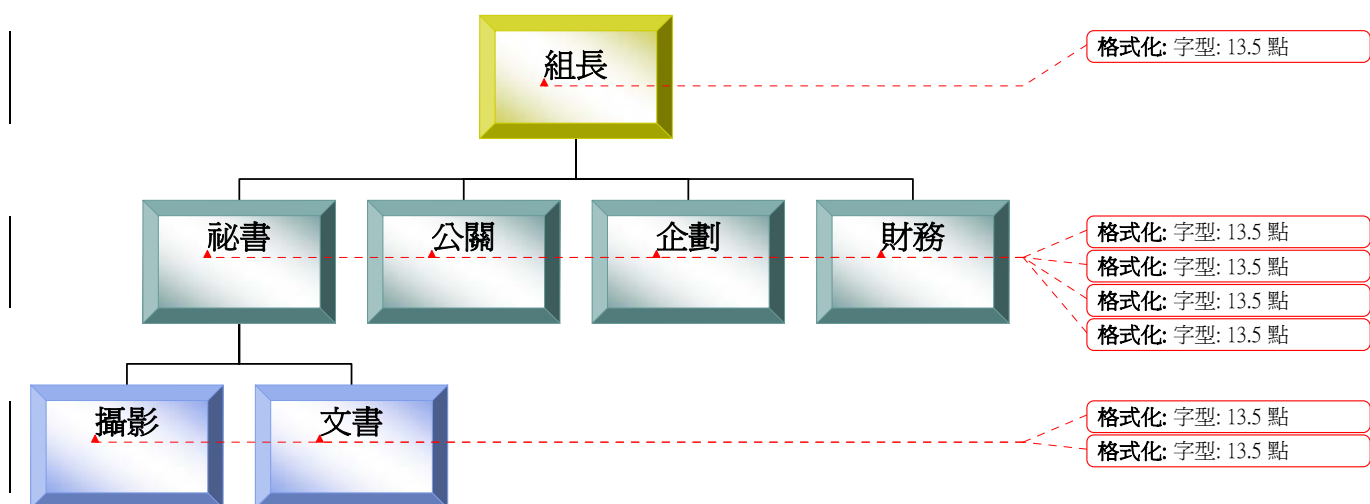 組長
格式化: 字型: 13.5 點
祕書
公關
企劃
財務
格式化: 字型: 13.5 點
格式化: 字型: 13.5 點
格式化: 字型: 13.5 點
格式化: 字型: 13.5 點
攝影
文書
格式化: 字型: 13.5 點
格式化: 字型: 13.5 點